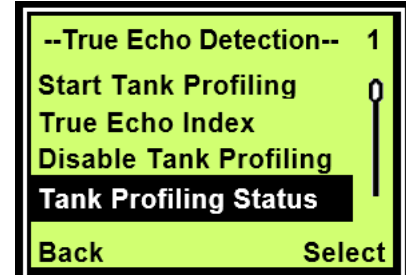 --True Echo Detection-- 1
Start Tank Profiling
True Echo Index
Disable Tank Profiling
Tank Profiling Status
Back Select